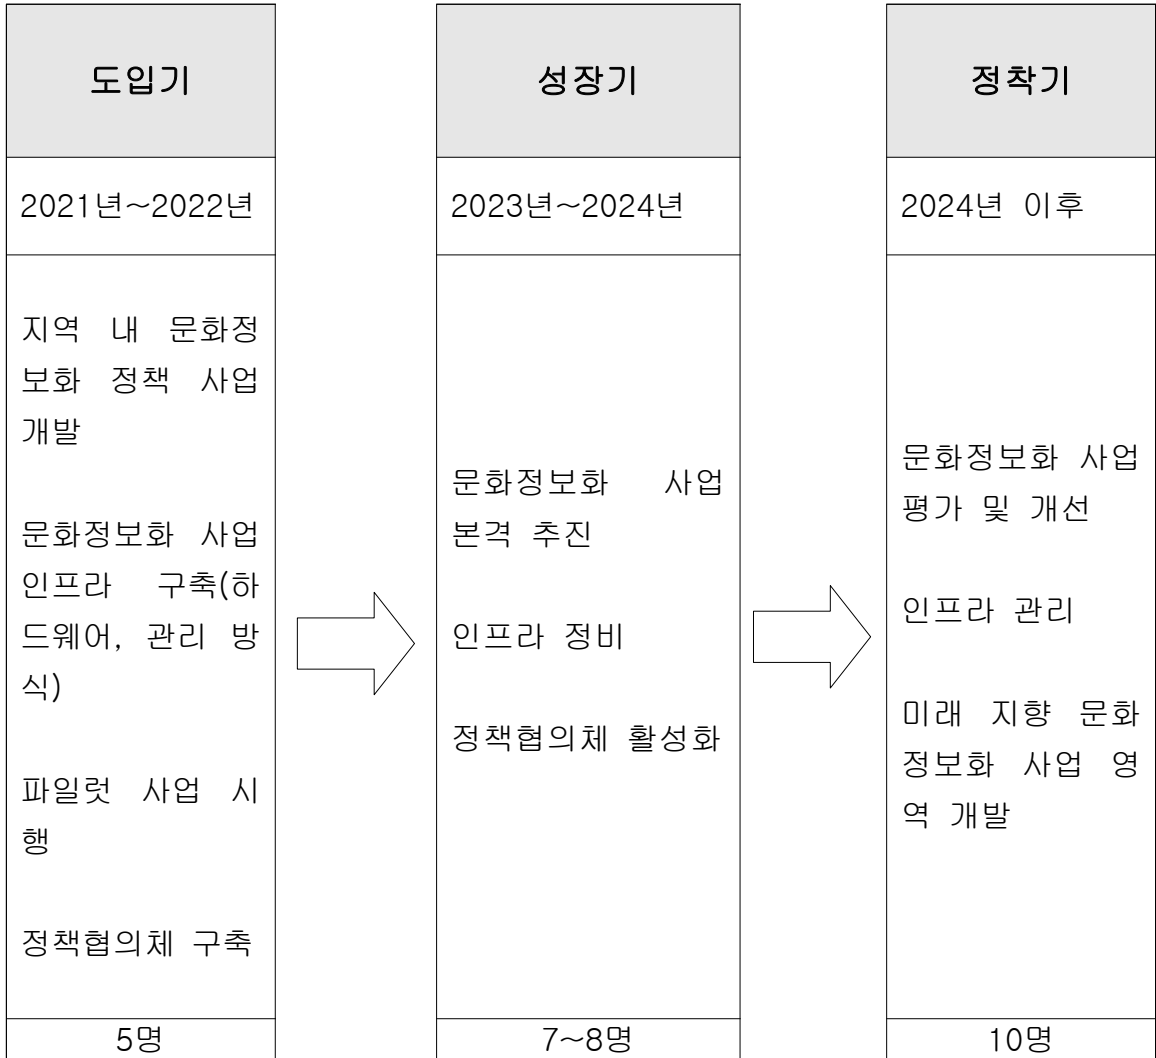 도입기
2021년~2022년
지역 내 문화정
보화 정책 사업
개발
문화정보화 사업
인프라 구축(하
드웨어, 관리 방
식)
파일럿 사업 시
행
정책협의체 구축
5명
성장기
2023년~2024년
문화정보화 사업
본격 추진
인프라 정비
정책협의체 활성화
7~8명
정착기
2024년 이후
문화정보화 사업
평가 및 개선
인프라 관리
미래 지향 문화
정보화 사업 영
역 개발
10명